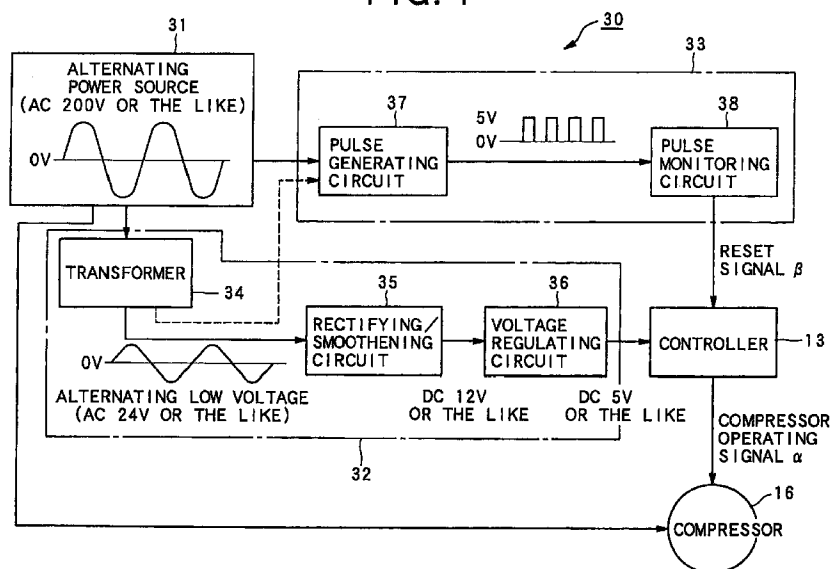 30
31
ALTERNATING
POWER SOURCE
(AC 200V OR THE LIKE)
0V
33
37
PULSE
GENERATING
CIRCUIT
5V
0V
38
PULSE
MONITORING
CIRCUIT
RESET
SIGNAL β
TRANSFORMER
34
35
RECTIFYING/
SMOOTHENING
CIRCUIT
36
VOLTAGE
REGULATING
CIRCUIT
CONTROLLER
13
0V
ALTERNATING LOW VOLTAGE
(AC 24V OR THE LIKE)
DC 12V
OR THE LIKE
DC 5V
OR THE LIKE
32
COMPRESSOR
OPERATING
SIGNAL α
16
COMPRESSOR